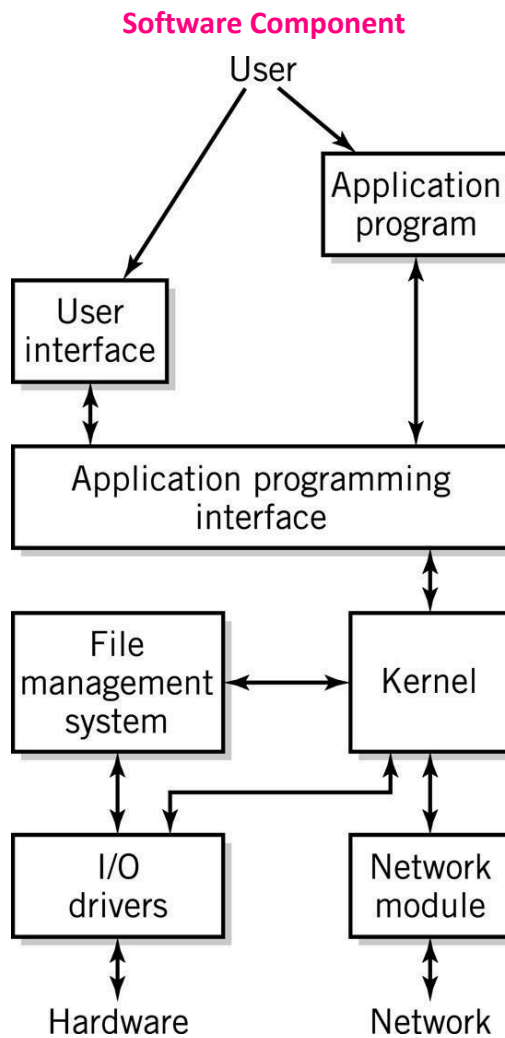 Software Component
User
Application
program
User
interface
Application programming
interface
File
management
system
Kernel
I/O
drivers
Network
module
Hardware
Network